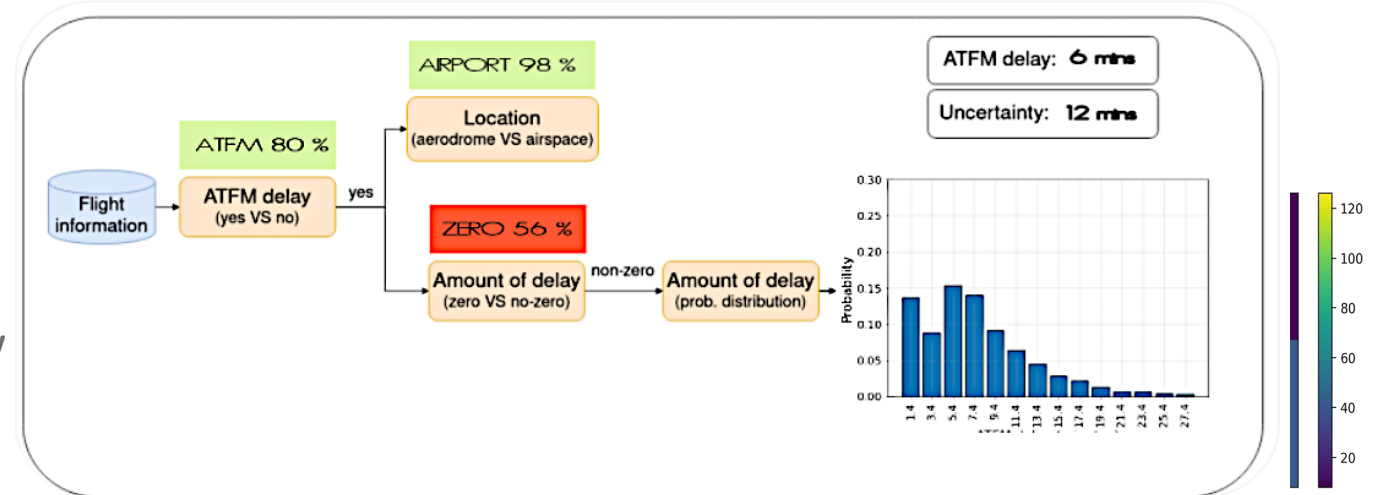 AIRPORT 98 %
Location
(aerodrome VS airspace)
ATFM 80 %
ATFM delay
(yes VS no)
Flight
information
yes
ZERO 56 %
Amount of delay
(zero VS no-zero)
non-zero
Amount of delay
(prob. distribution)
ATFM delay: 6 mins
Uncertainty: 12 mins
Probability
0.30
0.25
0.20
0.15
0.10
0.05
0.00
1.4
3.4
5.4
7.4
9.4
11.4
13.4
15.4
17.4
19.4
21.4
23.4
25.4
27.4
120
100
80
60
40
20